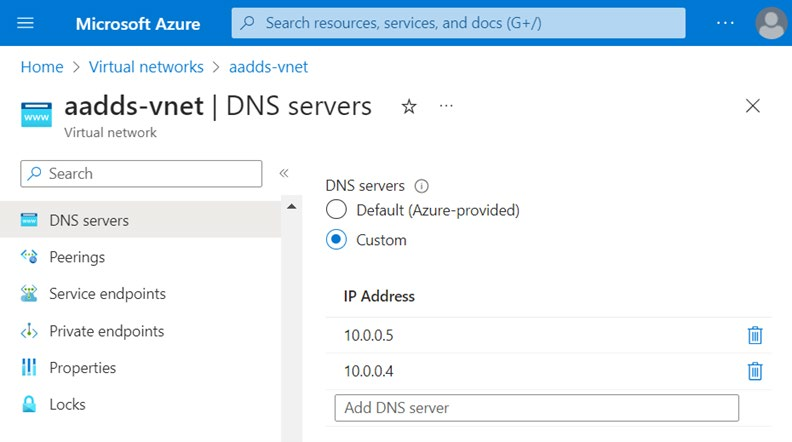 Microsoft Azure
Search resources, services, and docs (G+/)
...
Home > Virtual networks > aadds-vnet
www
aadds-vnet | DNS servers
...
Virtual network
Search
«
DNS servers
Peerings
Service endpoints
Private endpoints
Properties
Locks
DNS servers
Default (Azure-provided)
Custom
IP Address
10.0.0.5
10.0.0.4
Add DNS server